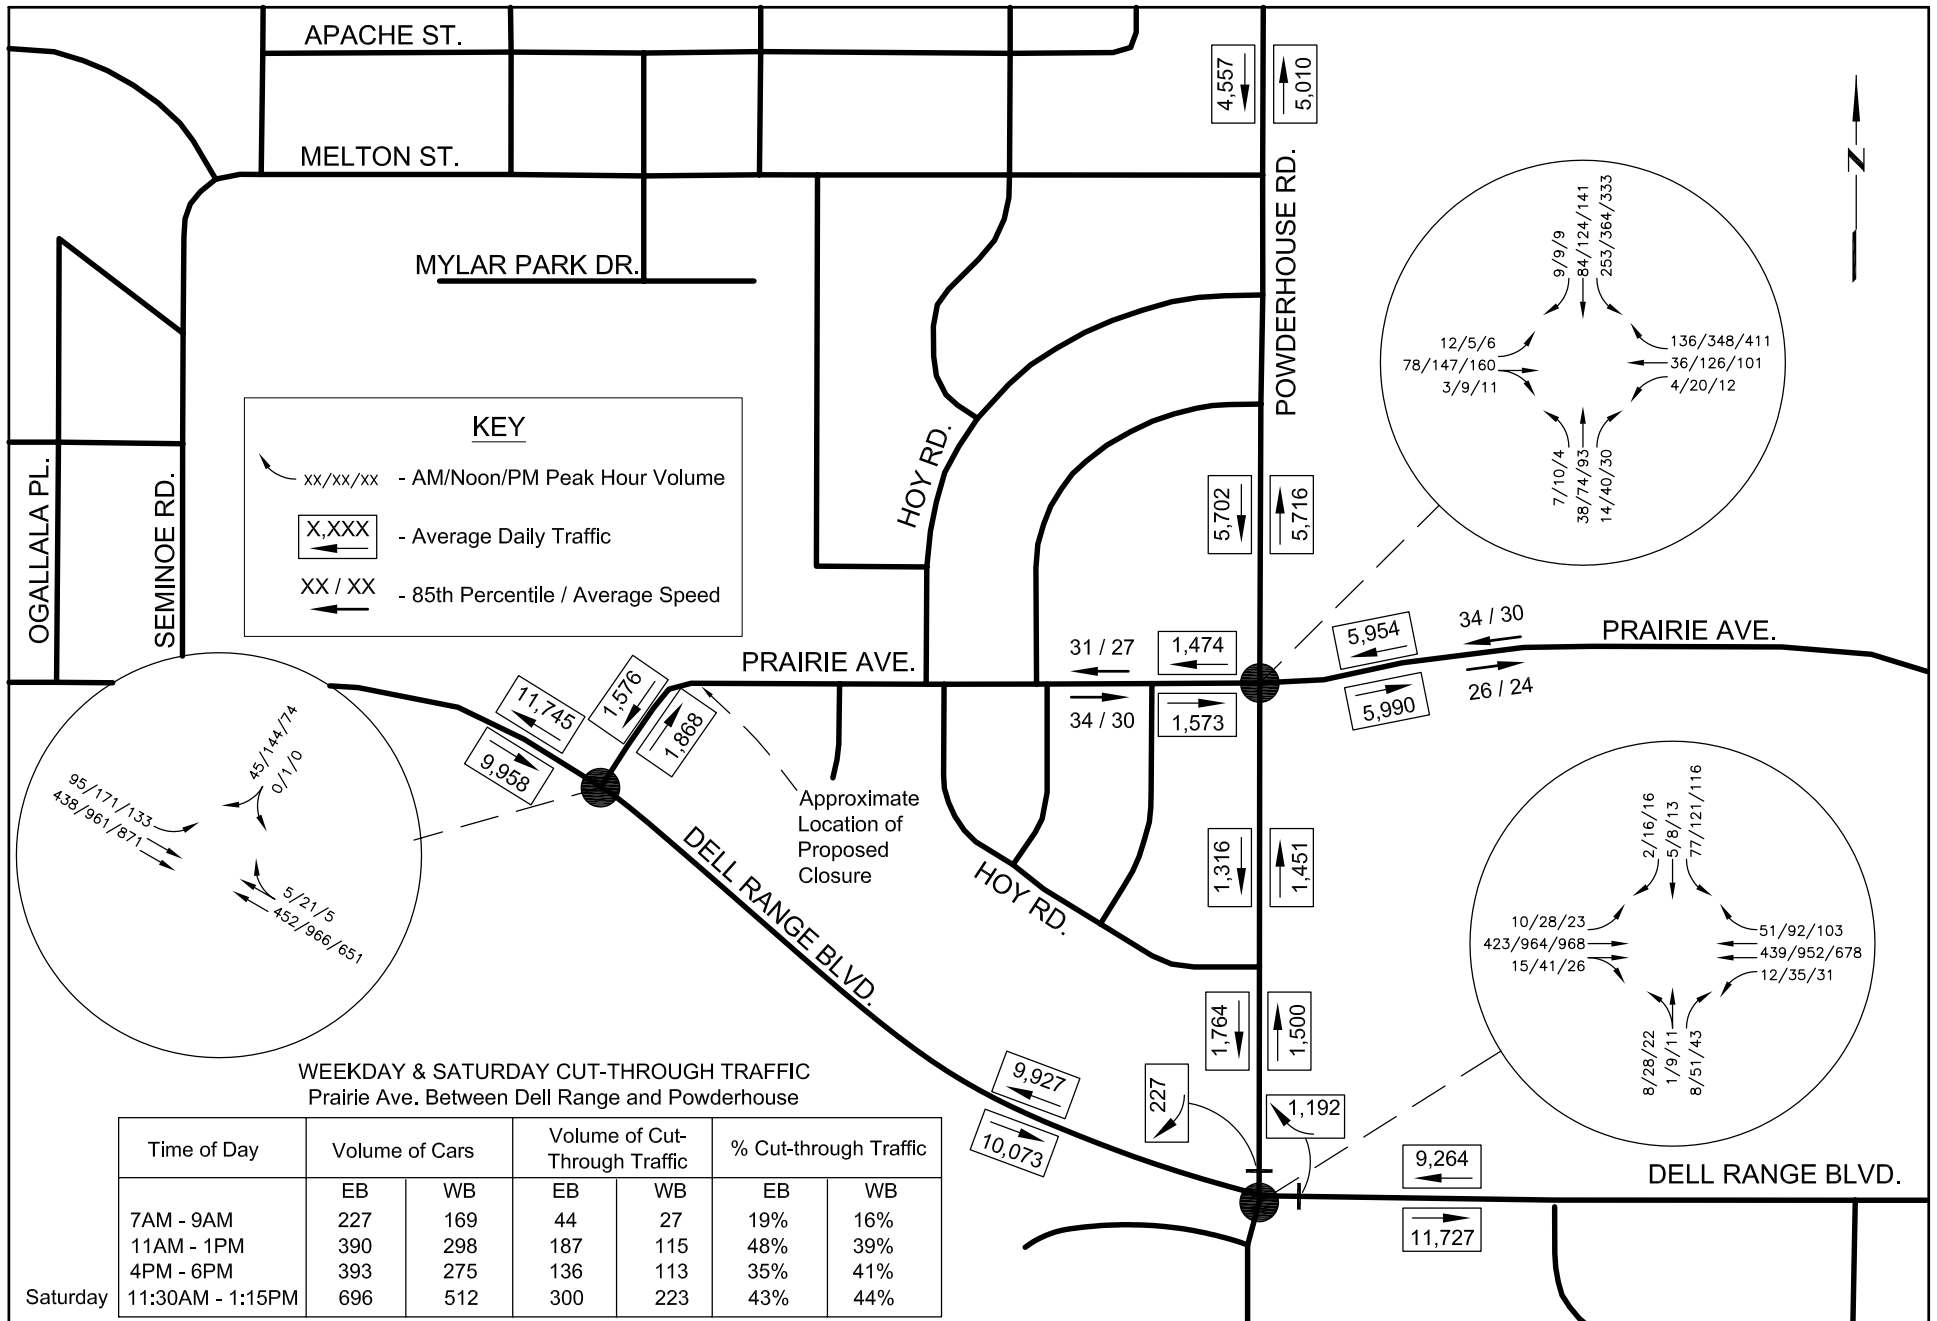 APACHE ST.
4,557
5,010
MELTON ST.
POWDERHOUSE RD.
N
9/9/9
84/124/141
253/364/333
MYLAR PARK DR.
12/5/6
78/147/160
3/9/11
136/348/411
36/126/101
4/20/12
7/10/4
38/74/93
14/40/30
KEY
xx/xx/xx - AM/Noon/PM Peak Hour Volume
X,XXX - Average Daily Traffic
XX / XX - 85th Percentile / Average Speed
OGALLALA PL.
SEMINOE RD.
HOY RD.
5,702
5,716
PRAIRIE AVE.
31 / 27
1,474
5,954
34 / 30
PRAIRIE AVE.
34 / 30
1,573
5,990
26 / 24
11,745
1,576
1,868
9,958
45/144/74
0/1/0
95/171/133
438/961/871
5/21/5
452/966/651
Approximate
Location of
Proposed
Closure
DELL RANGE BLVD.
HOY RD.
1,316
1,451
2/16/16
5/8/13
77/121/116
10/28/23
423/964/968
15/41/26
51/92/103
439/952/678
12/35/31
8/28/22
1/9/11
8/51/43
1,764
1,500
9,927
10,073
227
1,192
9,264
11,727
DELL RANGE BLVD.
WEEKDAY & SATURDAY CUT-THROUGH TRAFFIC
Prairie Ave. Between Dell Range and Powderhouse
Time of Day Volume of Cars Volume of Cut-
Through Traffic % Cut-through Traffic
EB WB EB WB EB WB
7AM - 9AM 227 169 44 27 19% 16%
11AM - 1PM 390 298 187 115 48% 39%
4PM - 6PM 393 275 136 113 35% 41%
Saturday 11:30AM - 1:15PM 696 512 300 223 43% 44%